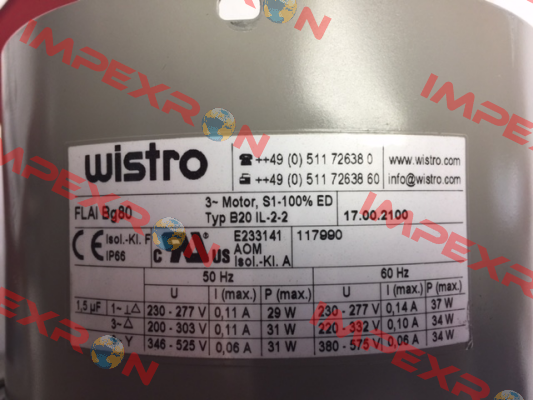 IMPEXRON
wistro
☎ ++49 (0) 511 72638 0
++49 (0) 511 72638 60
www.wistro.com
info@wistro.com
FLAI Bg80
3~ Motor, S1-100% ED
Typ B20 IL-2-2
17.00.2100
CE Isol.-Kl. F
IP66
c US
E233141
AOM
Isol.-Kl. A
117990
50 Hz 60 Hz
U I (max.) P (max.) U I (max.) P (max.)
1,5 µF 1~ ⊥△ 230 - 277 V 0,11 A 29 W 230 - 277 V 0,14 A 37 W
3~ △ 200 - 303 V 0,11 A 31 W 220 - 332 V 0,10 A 34 W
Y 346 - 525 V 0,06 A 31 W 380 - 575 V 0,06 A 34 W